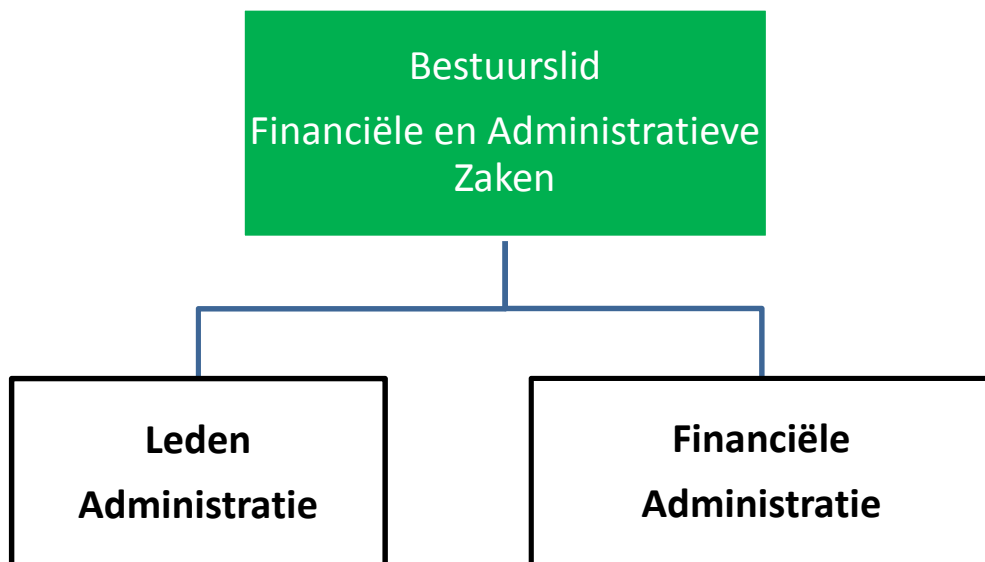 Bestuurslid
Financiële en Administratieve
Zaken
Leden
Administratie
Financiële
Administratie